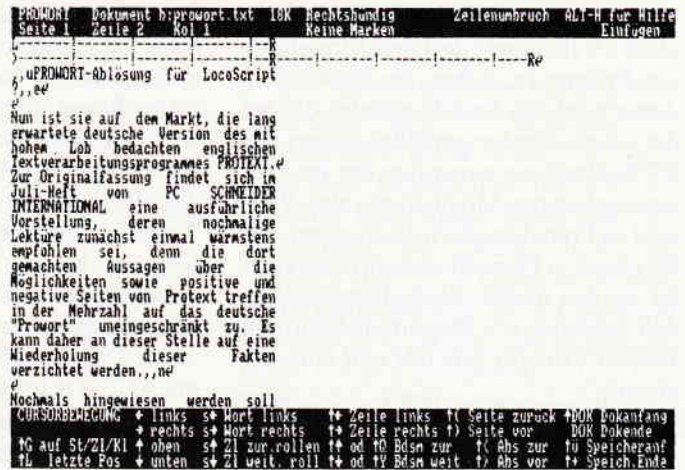 PROWORT Dokument b:prowort.txt 18K Rechtsbündig Zeilenumbruch ALT-H für Hilfe
Seite 1 Zeile 2 Kol 1 Keine Marken Einfügen
,,uPROWORT-Ablösung für LocoScript
?,,e
Nun ist sie auf dem Markt, die lang
erwartete deutsche Version des mit
hohem Lob bedachten englischen
Textverarbeitungsprogrammes PROTEXT.
Zur Originalfassung findet sich im
Juli-Heft von PC SCHNEIDER
INTERNATIONAL eine ausführliche
Vorstellung, deren nochmalige
Lektüre zunächst einmal wärmstens
empfohlen sei, denn die dort
gemachten Aussagen über die
Möglichkeiten sowie positive und
negative Seiten von Protext treffen
in der Mehrzahl auf das deutsche
"Prowort" uneingeschränkt zu. Es
kann daher an dieser Stelle auf eine
Wiederholung dieser Fakten
verzichtet werden.,,n
Nochmals hingewiesen werden soll
CURSORBEWEGUNG links Wort links Zeile links Seite zurück DOK Dokanfang
rechts Wort rechts Zeile rechts Seite vor DOK Dokende
↑G auf St/Zl/Kl oben Zl zur.rollen od Bdsm zur Abs zur Speicheranf
↑L letzte Pos unten Zl weit. roll od Bdsm weit Abs vor Sich.Ende